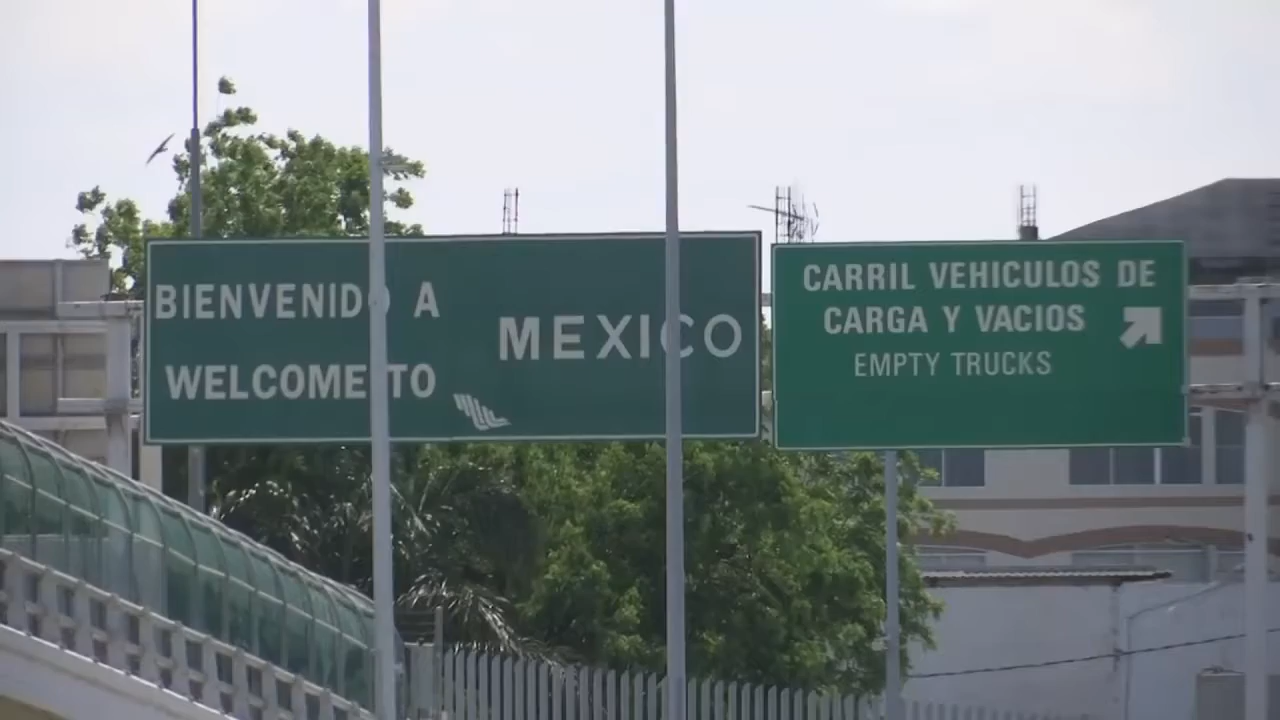 BIENVENIDO A
WELCOME TO
MEXICO
CARRIL VEHICULOS DE
CARGA Y VACIOS
EMPTY TRUCKS